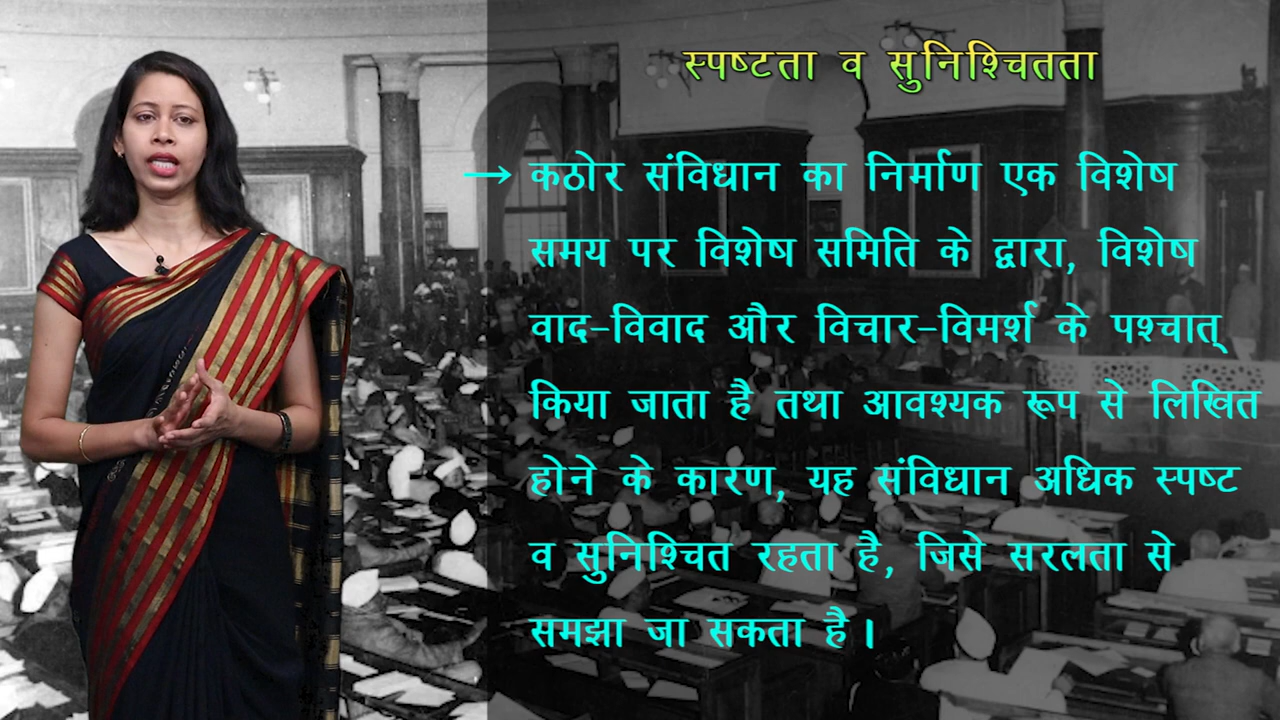 स्पष्टता व सुनिश्चितता
→ कठोर संविधान का निर्माण एक विशेष
समय पर विशेष समिति के द्वारा, विशेष
वाद-विवाद और विचार-विमर्श के पश्चात्
किया जाता है तथा आवश्यक रूप से लिखित
होने के कारण, यह संविधान अधिक स्पष्ट
व सुनिश्चित रहता है, जिसे सरलता से
समझा जा सकता है।